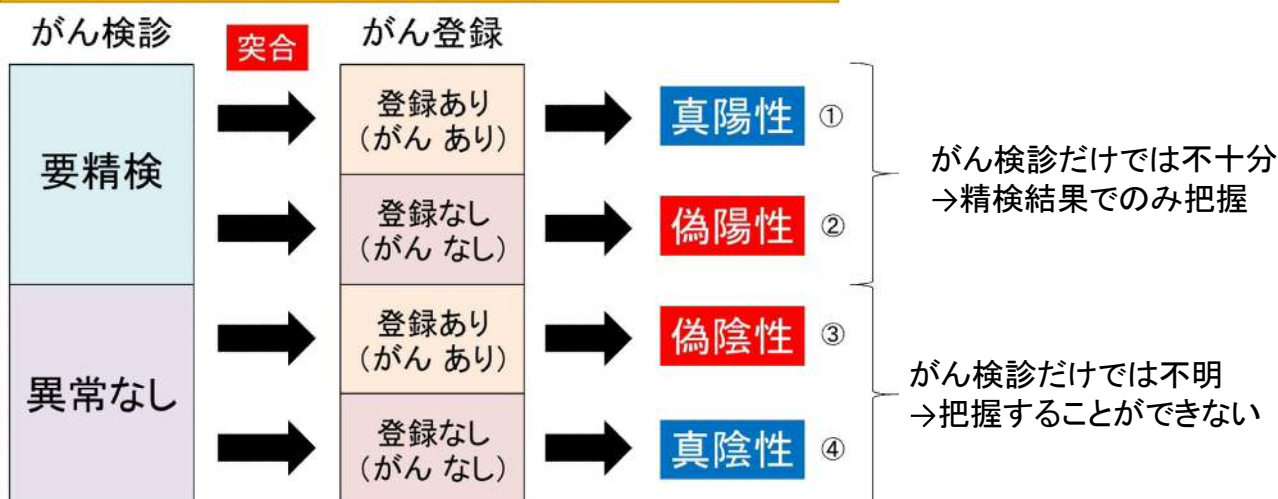 がん検診
突合
がん登録
要精検
登録あり
(がん あり)
真陽性 ①
登録なし
(がん なし)
偽陽性 ②
がん検診だけでは不十分
→精検結果でのみ把握
異常なし
登録あり
(がん あり)
偽陰性 ③
登録なし
(がん なし)
真陰性 ④
がん検診だけでは不明
→把握することができない